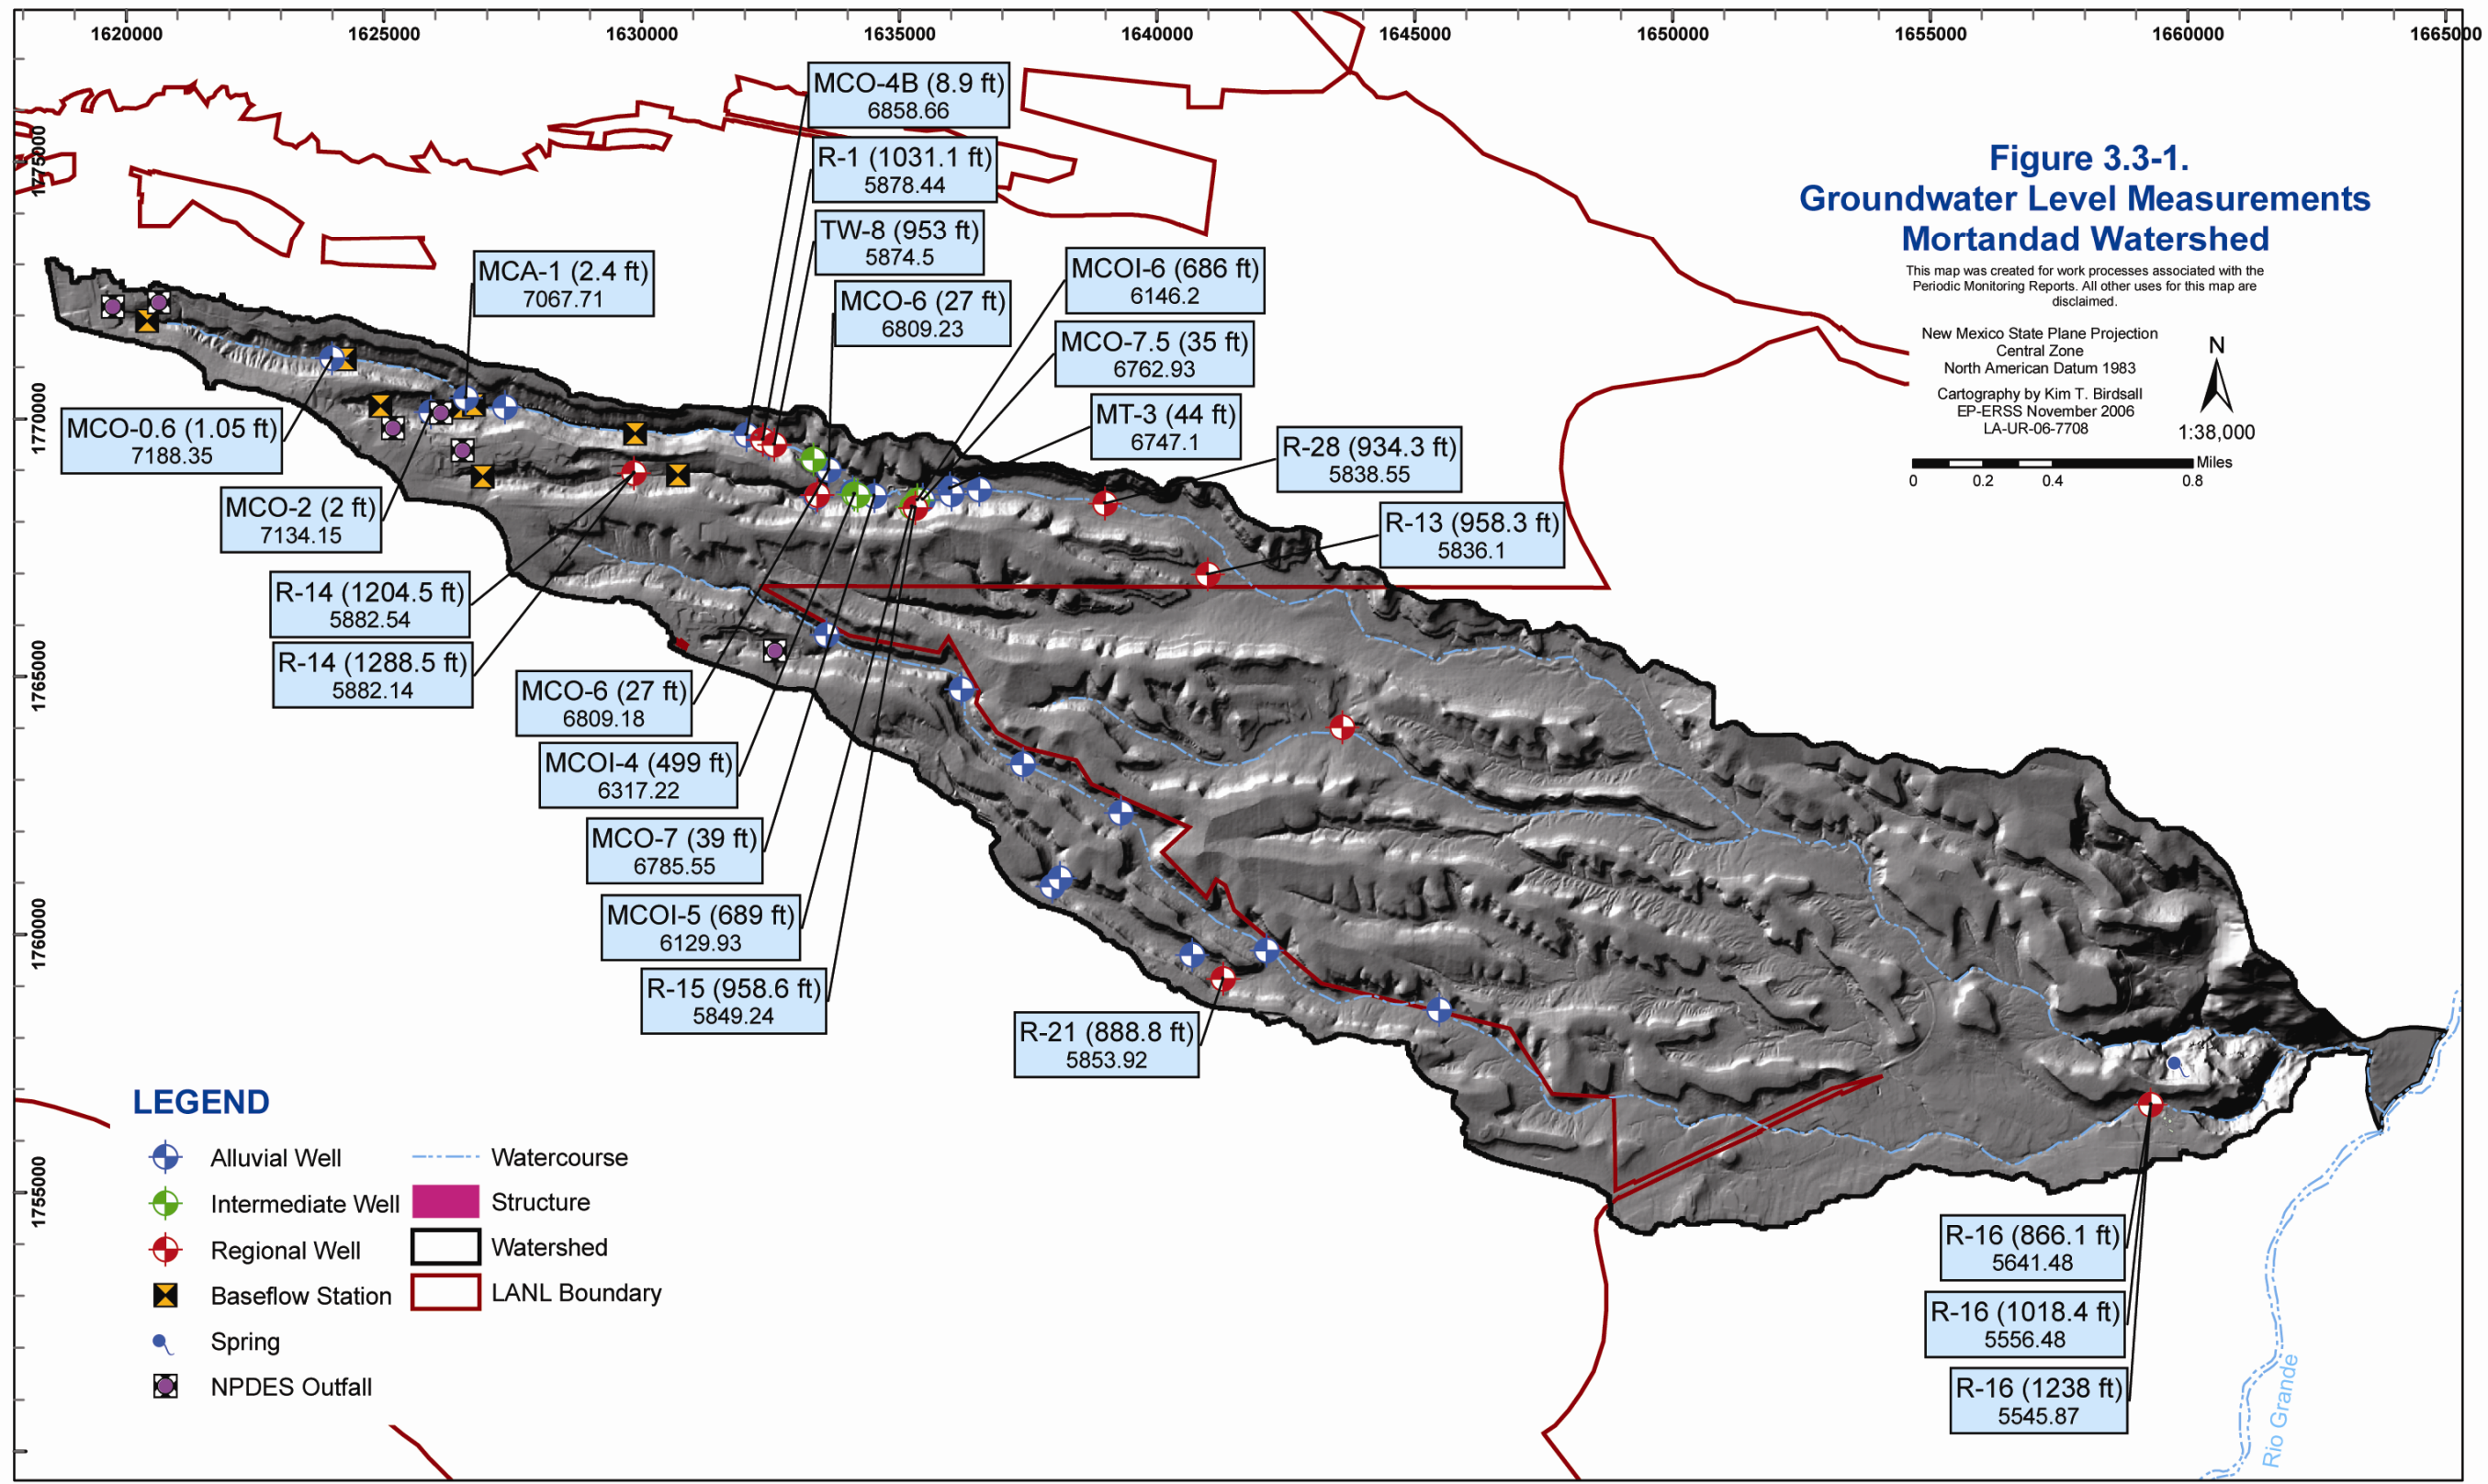 1620000
1625000
1630000
1635000
1640000
1645000
1650000
1655000
1660000
1665000
1775000
1770000
1765000
1760000
1755000
Figure 3.3-1.
Groundwater Level Measurements
Mortandad Watershed
This map was created for work processes associated with the
Periodic Monitoring Reports. All other uses for this map are
disclaimed.
New Mexico State Plane Projection
Central Zone
North American Datum 1983
Cartography by Kim T. Birdsall
EP-ERSS November 2006
LA-UR-06-7708
N
1:38,000
Miles
0
0.2
0.4
0.8
MCO-4B (8.9 ft)
6858.66
R-1 (1031.1 ft)
5878.44
TW-8 (953 ft)
5874.5
MCO-6 (27 ft)
6809.23
MCA-1 (2.4 ft)
7067.71
MCOI-6 (686 ft)
6146.2
MCO-7.5 (35 ft)
6762.93
MT-3 (44 ft)
6747.1
R-28 (934.3 ft)
5838.55
R-13 (958.3 ft)
5836.1
MCO-0.6 (1.05 ft)
7188.35
MCO-2 (2 ft)
7134.15
R-14 (1204.5 ft)
5882.54
R-14 (1288.5 ft)
5882.14
MCO-6 (27 ft)
6809.18
MCOI-4 (499 ft)
6317.22
MCO-7 (39 ft)
6785.55
MCOI-5 (689 ft)
6129.93
R-15 (958.6 ft)
5849.24
R-21 (888.8 ft)
5853.92
R-16 (866.1 ft)
5641.48
R-16 (1018.4 ft)
5556.48
R-16 (1238 ft)
5545.87
Rio Grande
LEGEND
Alluvial Well
Intermediate Well
Regional Well
Baseflow Station
Spring
NPDES Outfall
Watercourse
Structure
Watershed
LANL Boundary